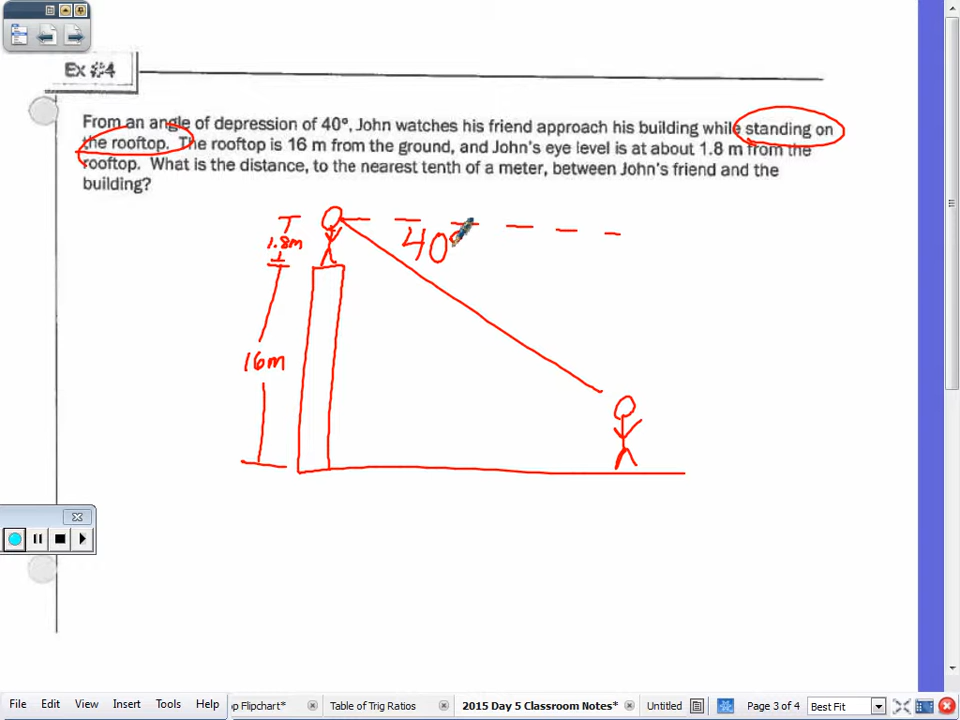 Ex #4
From an angle of depression of 40°, John watches his friend approach his building while standing on
the rooftop. The rooftop is 16 m from the ground, and John's eye level is at about 1.8 m from the
rooftop. What is the distance, to the nearest tenth of a meter, between John's friend and the
building?
40°
1.8m
16m
File Edit View Insert Tools Help
p Flipchart* Table of Trig Ratios 2015 Day 5 Classroom Notes* Untitled Page 3 of 4 Best Fit